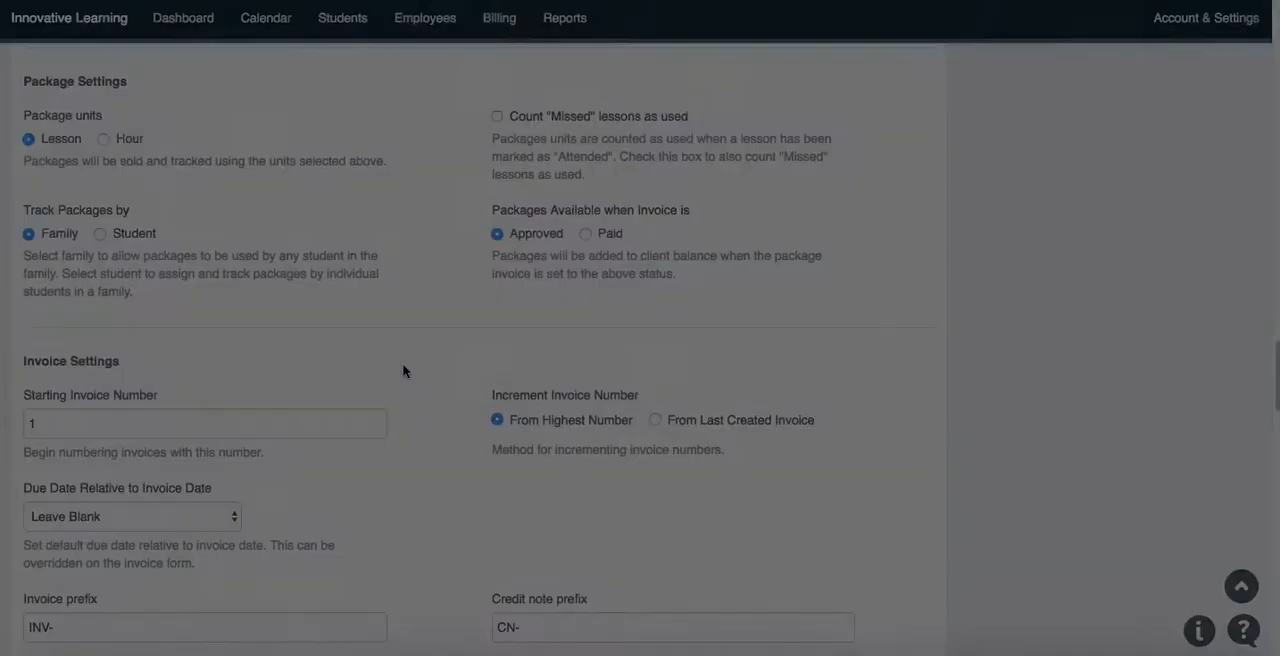 Innovative Learning Dashboard Calendar Students Employees Billing Reports Account & Settings
Package Settings
Package units
Lesson Hour
Packages will be sold and tracked using the units selected above.
Count "Missed" lessons as used
Packages units are counted as used when a lesson has been
marked as "Attended". Check this box to also count "Missed"
lessons as used.
Track Packages by
Family Student
Select family to allow packages to be used by any student in the
family. Select student to assign and track packages by individual
students in a family.
Packages Available when Invoice is
Approved Paid
Packages will be added to client balance when the package
invoice is set to the above status.
Invoice Settings
Starting Invoice Number
1
Begin numbering invoices with this number.
Increment Invoice Number
From Highest Number From Last Created Invoice
Method for incrementing invoice numbers.
Due Date Relative to Invoice Date
Leave Blank
Set default due date relative to invoice date. This can be
overridden on the invoice form.
Invoice prefix
INV-
Credit note prefix
CN-